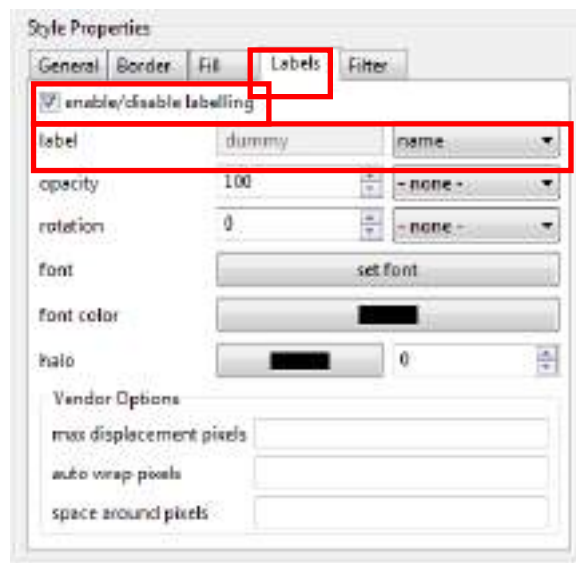 Style Properties
General Border Fill Labels Filter
enable/disable labelling
label dummy name
opacity 100 - none -
rotation 0 - none -
font set font
font color
halo 0
Vendor Options
max displacement pixels
auto wrap pixels
space around pixels